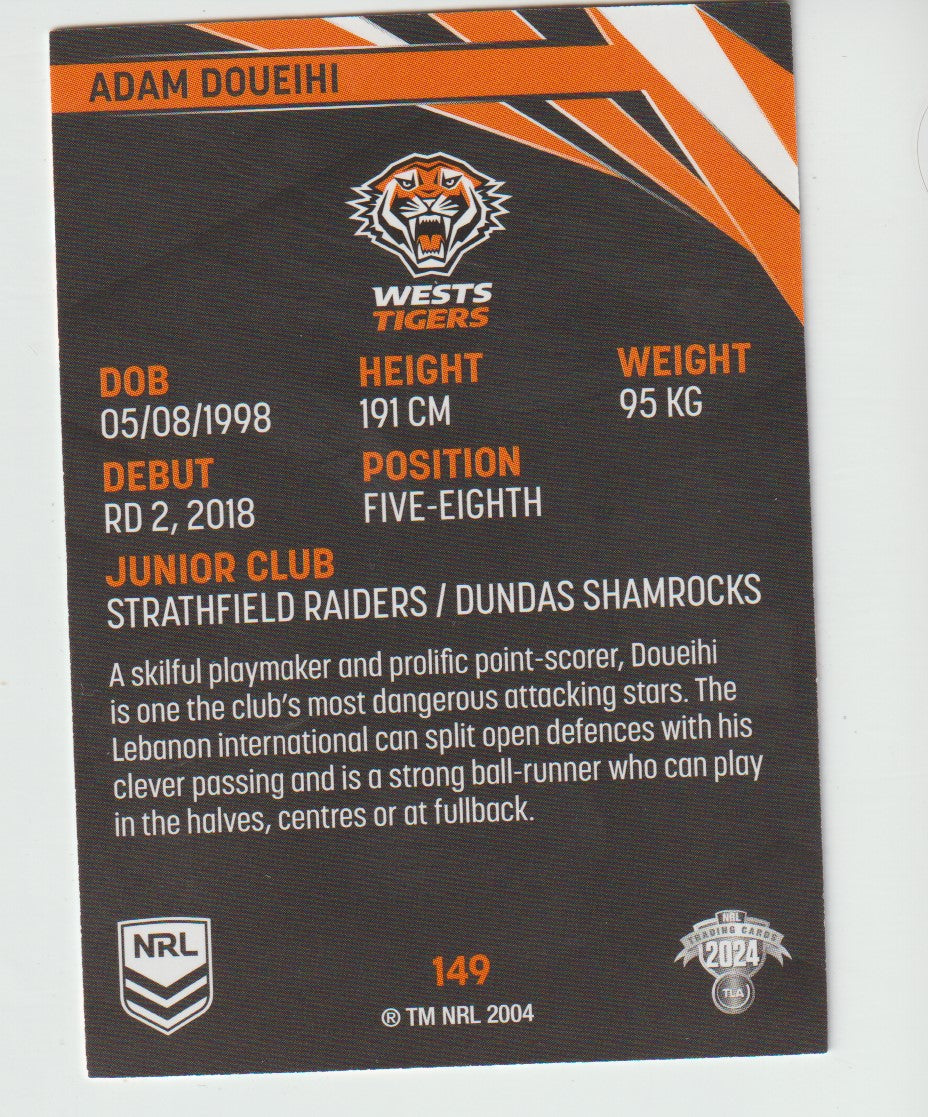 ADAM DOUEIHI
WESTS
TIGERS
DOB
05/08/1998
HEIGHT
191 CM
WEIGHT
95 KG
DEBUT
RD 2, 2018
POSITION
FIVE-EIGHTH
JUNIOR CLUB
STRATHFIELD RAIDERS / DUNDAS SHAMROCKS
A skilful playmaker and prolific point-scorer, Doueihi
is one the club's most dangerous attacking stars. The
Lebanon international can split open defences with his
clever passing and is a strong ball-runner who can play
in the halves, centres or at fullback.
NRL
149
® TM NRL 2004
NRL
TRADING CARDS
2024
TLA